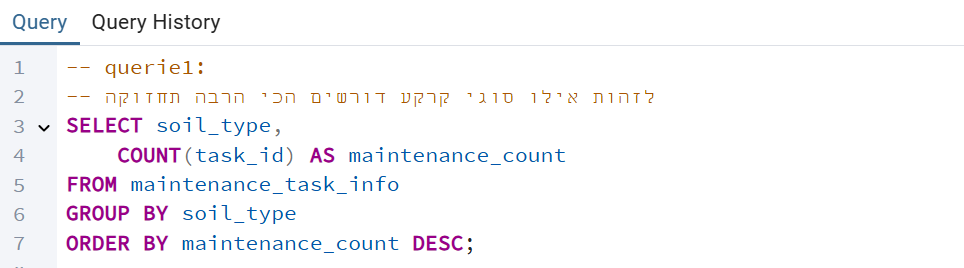 Query Query History
1 -- querie1:
2 -- לזהות אילו סוגי קרקע דורשים הכי הרבה תחזוקה
3 SELECT soil_type,
4 COUNT(task_id) AS maintenance_count
5 FROM maintenance_task_info
6 GROUP BY soil_type
7 ORDER BY maintenance_count DESC;